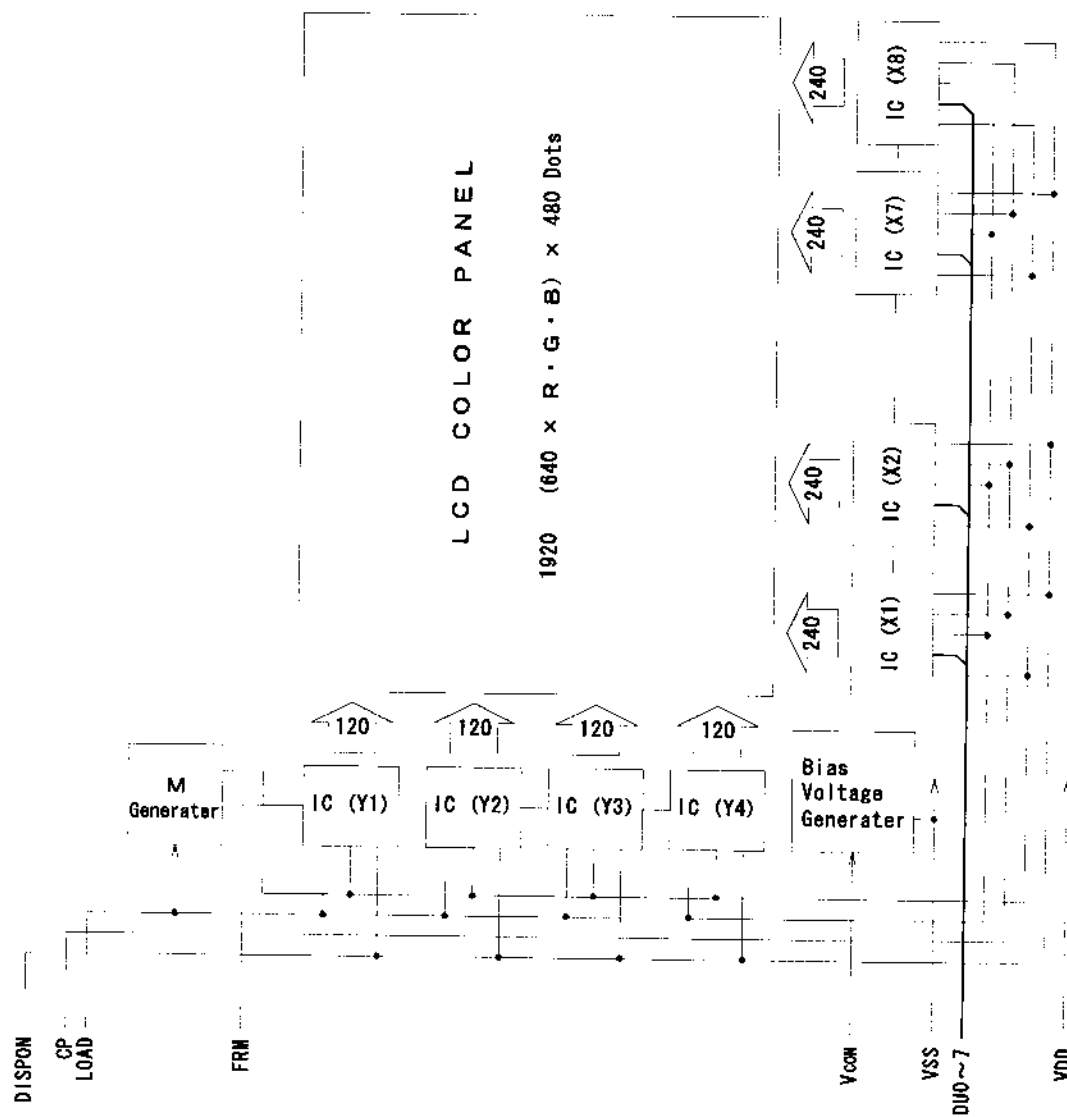 LCD COLOR PANEL
1920 (640 × R・G・B) × 480 Dots
240
240
240
240
IC (X1)
IC (X2)
IC (X7)
IC (X8)
120
120
120
120
M
Generater
IC (Y1)
IC (Y2)
IC (Y3)
IC (Y4)
Bias
Voltage
Generater
DISPON
CP
LOAD
FRM
VCON
VSS
DU0～7
VDD